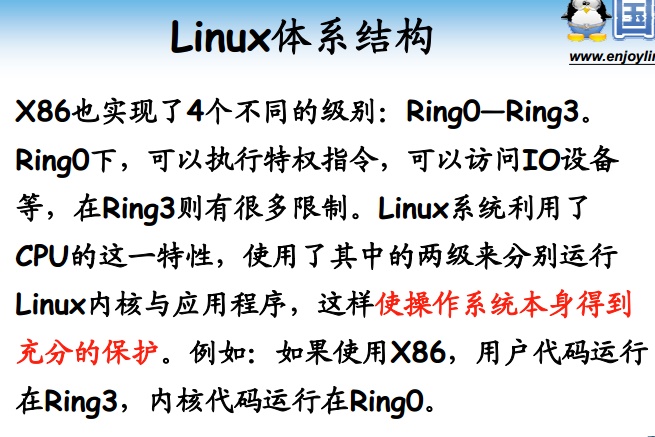 Linux体系结构
国
www.enjoylin
X86也实现了4个不同的级别：Ring0—Ring3。
Ring0下，可以执行特权指令，可以访问IO设备
等，在Ring3则有很多限制。Linux系统利用了
CPU的这一特性，使用了其中的两级来分别运行
Linux内核与应用程序，这样使操作系统本身得到
充分的保护。例如：如果使用X86，用户代码运行
在Ring3，内核代码运行在Ring0。